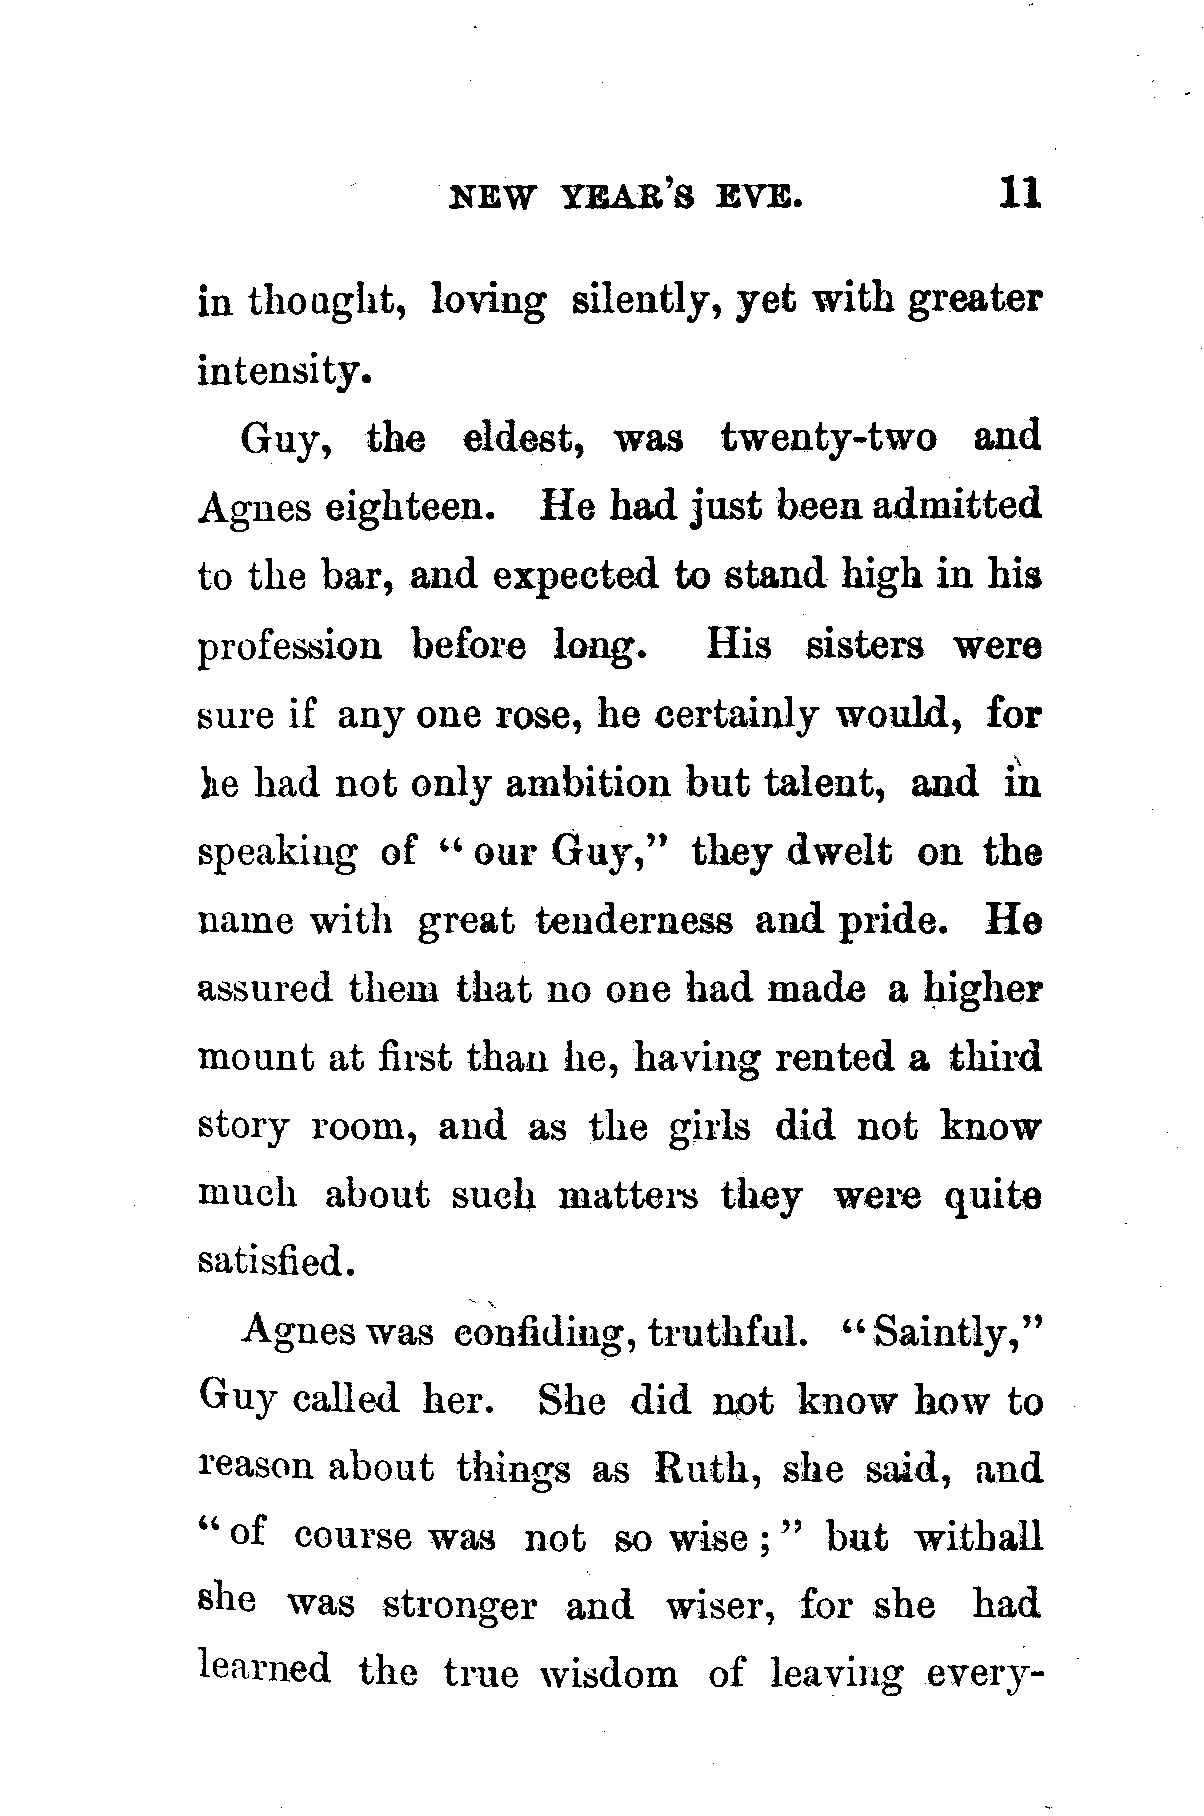 NEW YEAR'S EVE. 11
in thought, loving silently, yet with greater
intensity.
Guy, the eldest, was twenty-two and
Agnes eighteen. He had just been admitted
to the bar, and expected to stand high in his
profession before long. His sisters were
sure if any one rose, he certainly would, for
he had not only ambition but talent, and in
speaking of " our Guy," they dwelt on the
name with great tenderness and pride. He
assured them that no one had made a higher
mount at first than he, having rented a third
story room, and as the girls did not know
much about such matters they were quite
satisfied.
Agnes was confiding, truthful. "Saintly,"
Guy called her. She did not know how to
reason about things as Ruth, she said, and
" of course was not so wise ; " but withall
she was stronger and wiser, for she had
learned the true wisdom of leaving every-